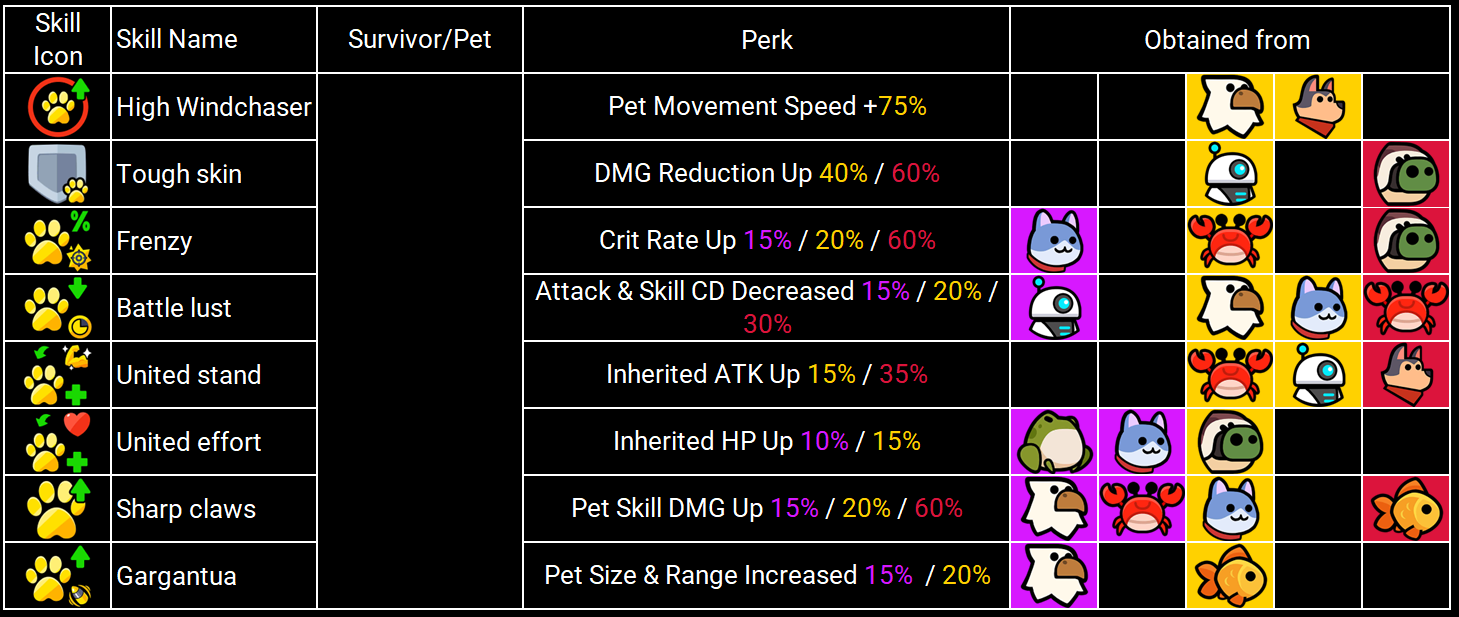 Skill Icon
Skill Name
Survivor/Pet
Perk
Obtained from
High Windchaser
Pet Movement Speed +75%
Tough skin
DMG Reduction Up 40% / 60%
%
Frenzy
Crit Rate Up 15% / 20% / 60%
Battle lust
Attack & Skill CD Decreased 15% / 20% /
30%
United stand
Inherited ATK Up 15% / 35%
United effort
Inherited HP Up 10% / 15%
Sharp claws
Pet Skill DMG Up 15% / 20% / 60%
Gargantua
Pet Size & Range Increased 15% / 20%